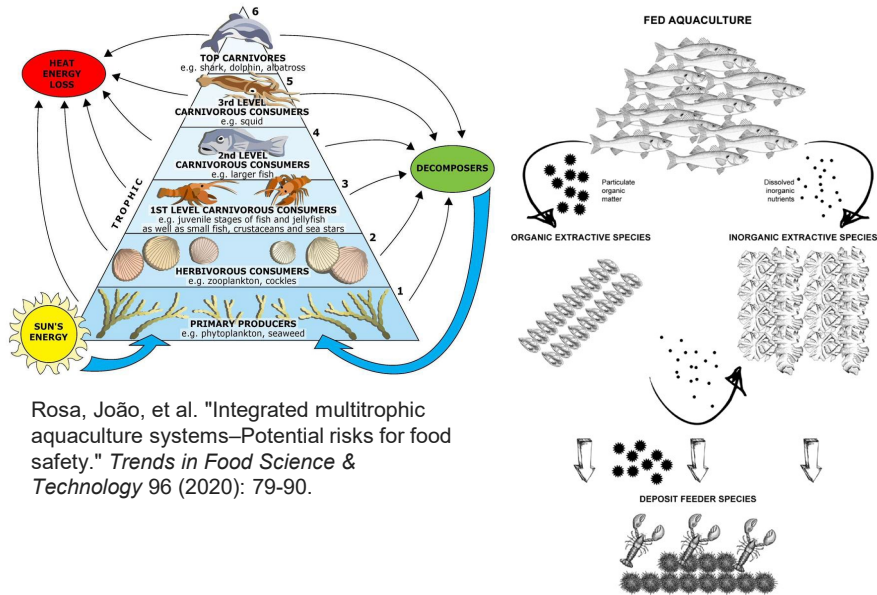 6
TOP CARNIVORES
e.g. shark, dolphin, albatross
HEAT
ENERGY
LOSS
5
3rd LEVEL
CARNIVOROUS CONSUMERS
e.g. squid
4
2nd LEVEL
CARNIVOROUS CONSUMERS
e.g. larger fish
DECOMPOSERS
TROPHIC
3
1ST LEVEL CARNIVOROUS CONSUMERS
e.g. juvenile stages of fish and jellyfish
as well as small fish, crustaceans and sea stars
2
HERBIVOROUS CONSUMERS
e.g. zooplankton, cockles
1
SUN'S
ENERGY
PRIMARY PRODUCERS
e.g. phytoplankton, seaweed
Rosa, João, et al. "Integrated multitrophic
aquaculture systems–Potential risks for food
safety." Trends in Food Science &
Technology 96 (2020): 79-90.
FED AQUACULTURE
Particulate
organic
matter
Dissolved
inorganic
nutrients
ORGANIC EXTRACTIVE SPECIES
INORGANIC EXTRACTIVE SPECIES
DEPOSIT FEEDER SPECIES